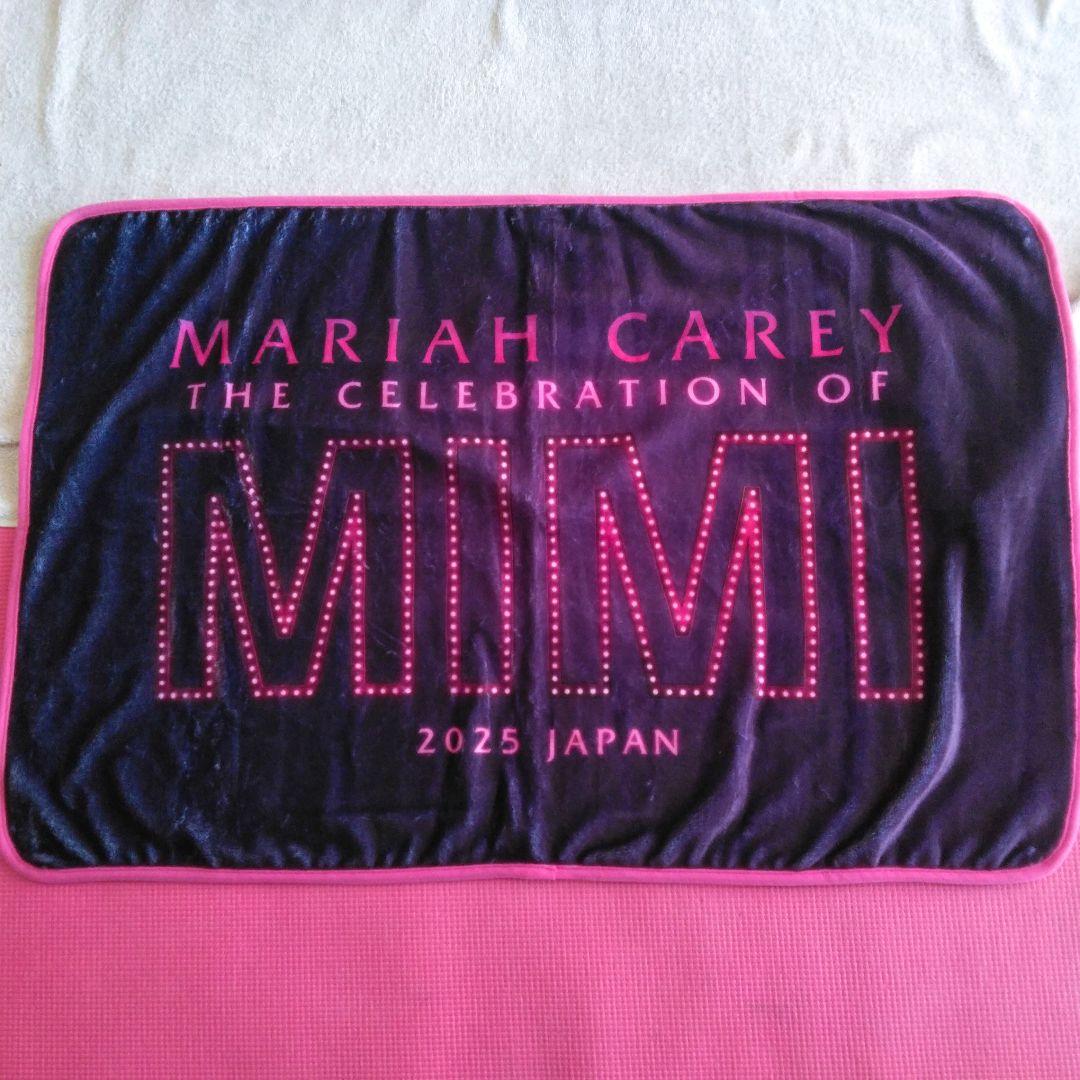 MARIAH CAREY
THE CELEBRATION OF
MIMI
2025 JAPAN